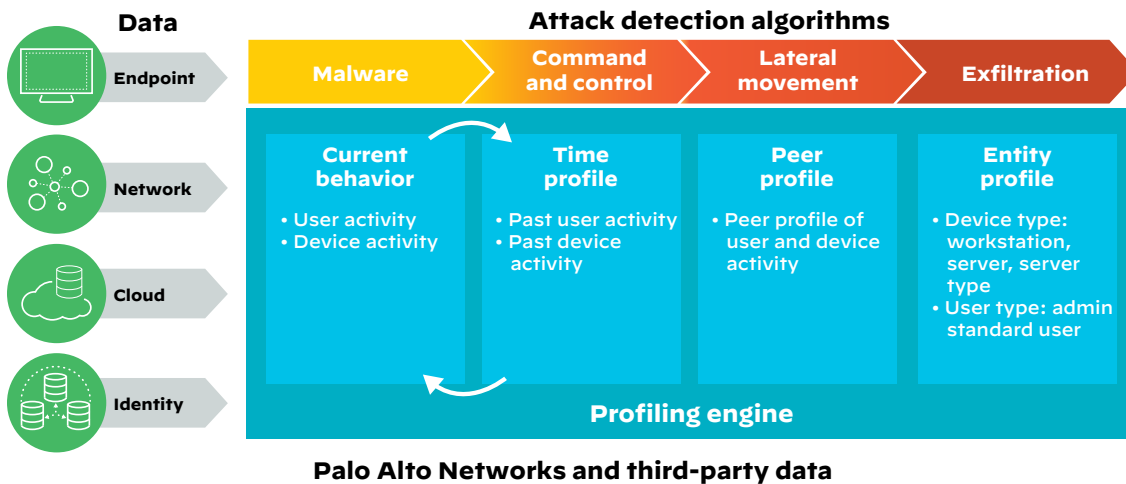 Data
Endpoint
Network
Cloud
Identity
Attack detection algorithms
Malware
Command
and control
Lateral
movement
Exfiltration
Current
behavior
• User activity
• Device activity
Time
profile
• Past user activity
• Past device
activity
Peer
profile
• Peer profile of
user and device
activity
Entity
profile
• Device type:
workstation,
server, server
type
• User type: admin
standard user
Profiling engine
Palo Alto Networks and third-party data